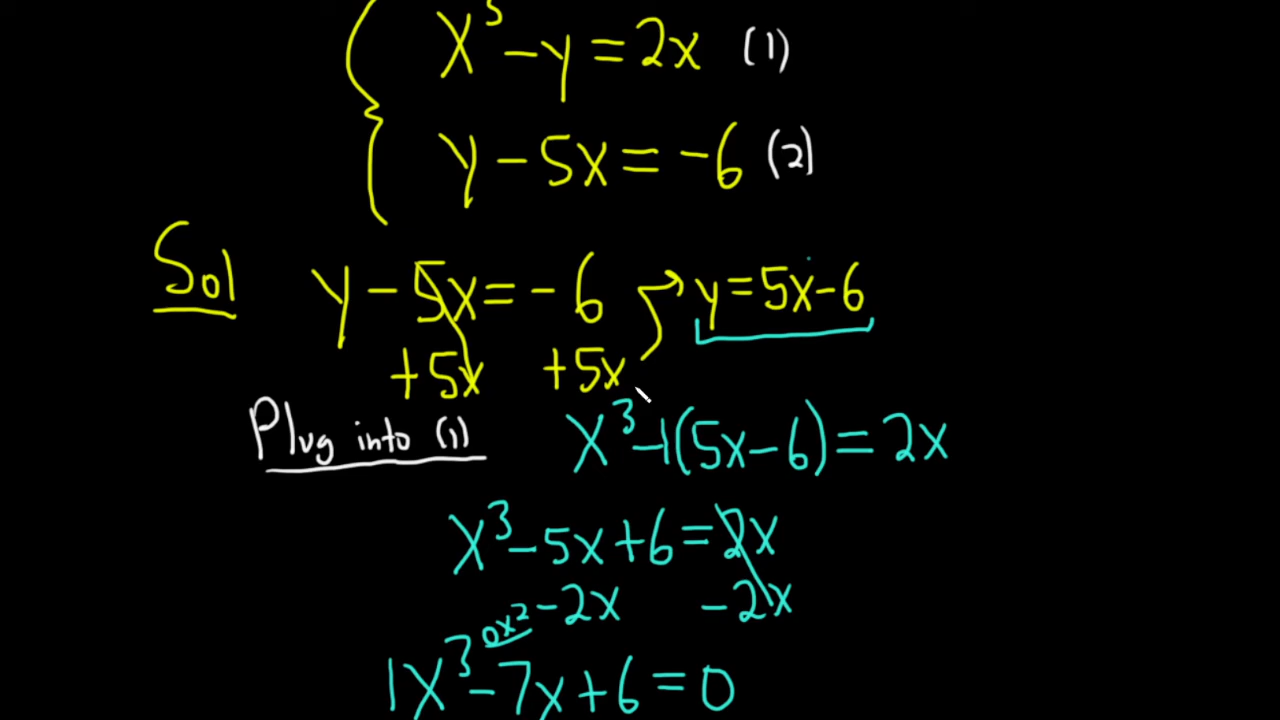 x³ - y = 2x (1)
y - 5x = -6 (2)
Sol y - 5x = -6 y = 5x - 6
+5x +5x
Plug into (1) x³ - 1(5x - 6) = 2x
x³ - 5x + 6 = 2x
0x² - 2x - 2x
1x³ - 7x + 6 = 0